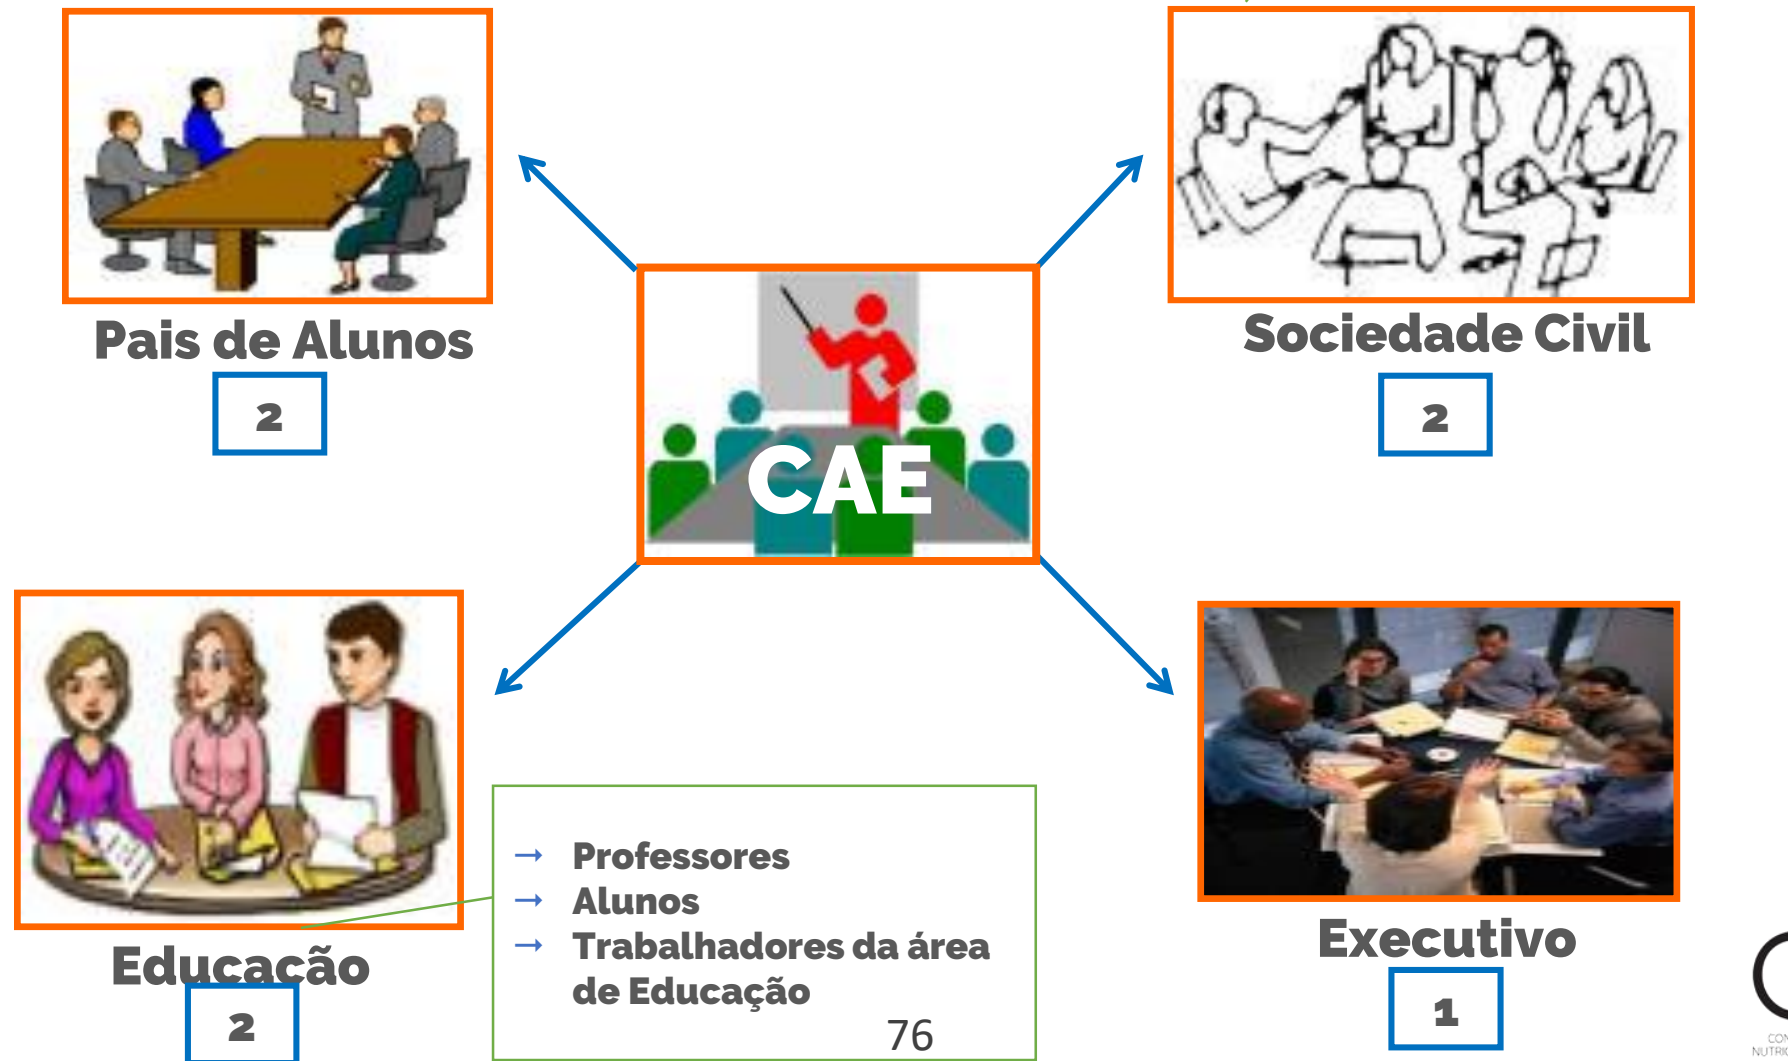 Pais de Alunos
2
Sociedade Civil
2
CAE
Educação
2
→ Professores
→ Alunos
→ Trabalhadores da área
de Educação
76
Executivo
1